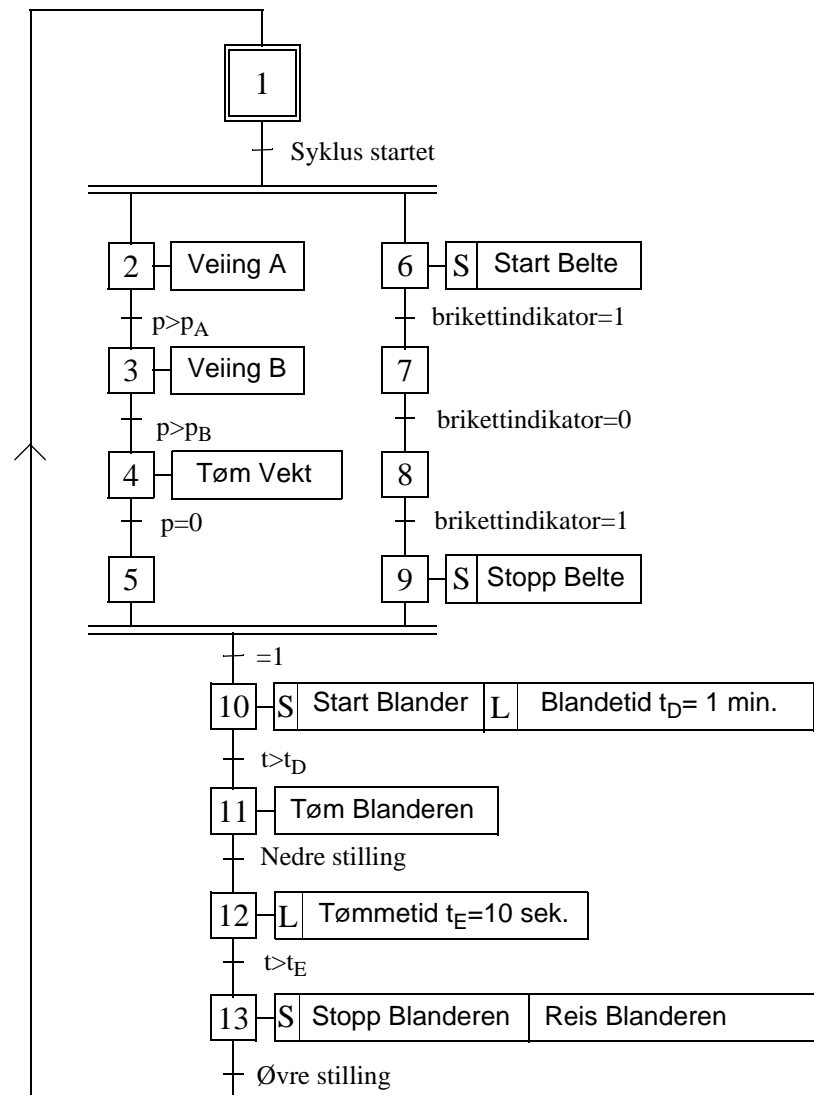 1
Syklus startet
2 Veiing A
6 S Start Belte
p>pA
brikettindikator=1
3 Veiing B
7
p>pB
brikettindikator=0
4 Tøm Vekt
8
p=0
brikettindikator=1
5
9 S Stopp Belte
=1
10 S Start Blander L Blandetid tD= 1 min.
t>tD
11 Tøm Blanderen
Nedre stilling
12 L Tømmetid tE=10 sek.
t>tE
13 S Stopp Blanderen Reis Blanderen
Øvre stilling